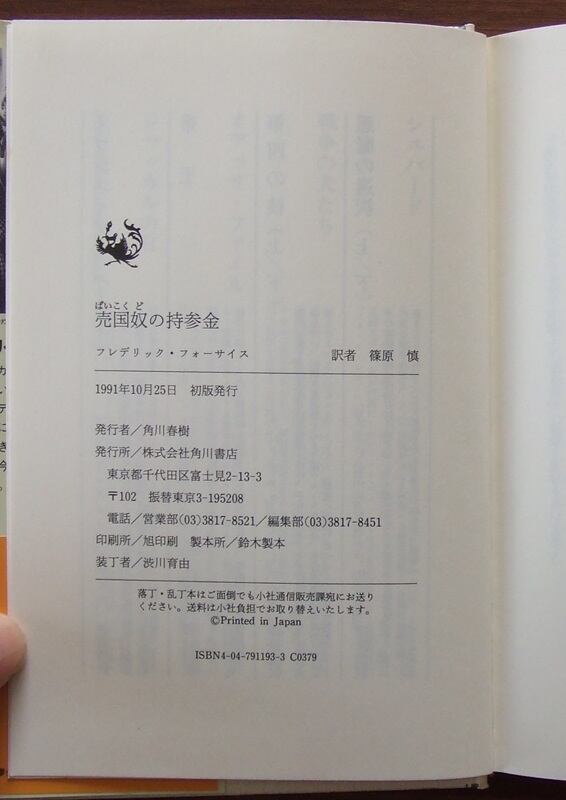 ばいこくど
売国奴の持参金
フレデリック・フォーサイス 訳者 篠原 慎
1991年10月25日 初版発行
発行者/角川春樹
発行所/株式会社角川書店
東京都千代田区富士見2-13-3
〒102 振替東京3-195208
電話/営業部(03)3817-8521/編集部(03)3817-8451
印刷所/旭印刷 製本所/鈴木製本
装丁者/渋川育由
落丁・乱丁本はご面倒でも小社通信販売課宛にお送り
ください。送料は小社負担でお取り替えいたします。
©Printed in Japan
ISBN4-04-791193-3 C0379